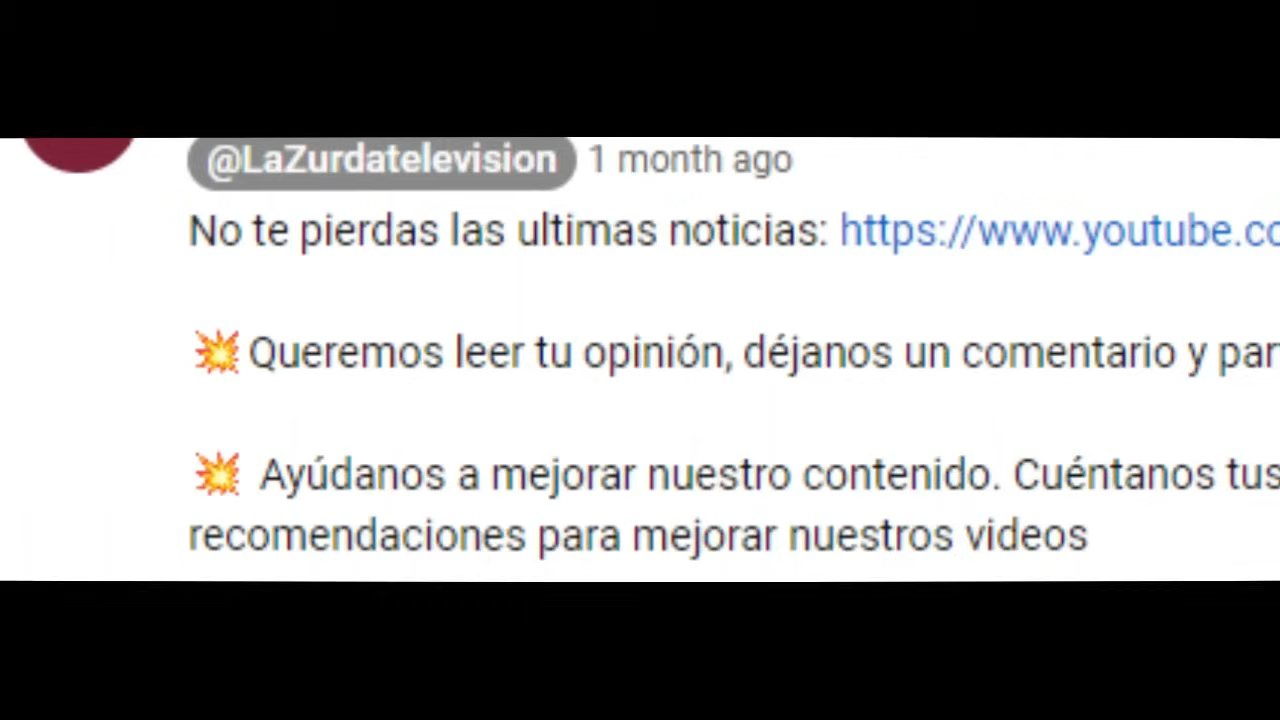 @LaZurdatelevision 1 month ago
No te pierdas las ultimas noticias: https://www.youtube.co
💥Queremos leer tu opinión, déjanos un comentario y par
💥 Ayúdanos a mejorar nuestro contenido. Cuéntanos tus
recomendaciones para mejorar nuestros videos